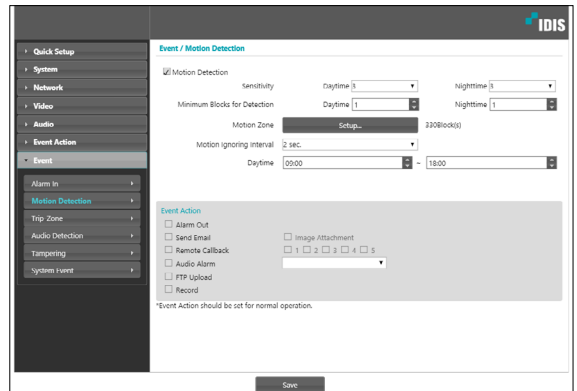 IDIS
Quick Setup
System
Network
Video
Audio
Event Action
Event
Alarm In
Motion Detection
Trip Zone
Audio Detection
Tampering
System Event
Event / Motion Detection
Motion Detection
Sensitivity Daytime 3 Nighttime 3
Minimum Blocks for Detection Daytime 1 Nighttime 1
Motion Zone Setup... 330Block(s)
Motion Ignoring Interval 2 sec.
Daytime 09:00 ~ 18:00
Event Action
Alarm Out
Send Email Image Attachment
Remote Callback 1 2 3 4 5
Audio Alarm
FTP Upload
Record
*Event Action should be set for normal operation.
Save